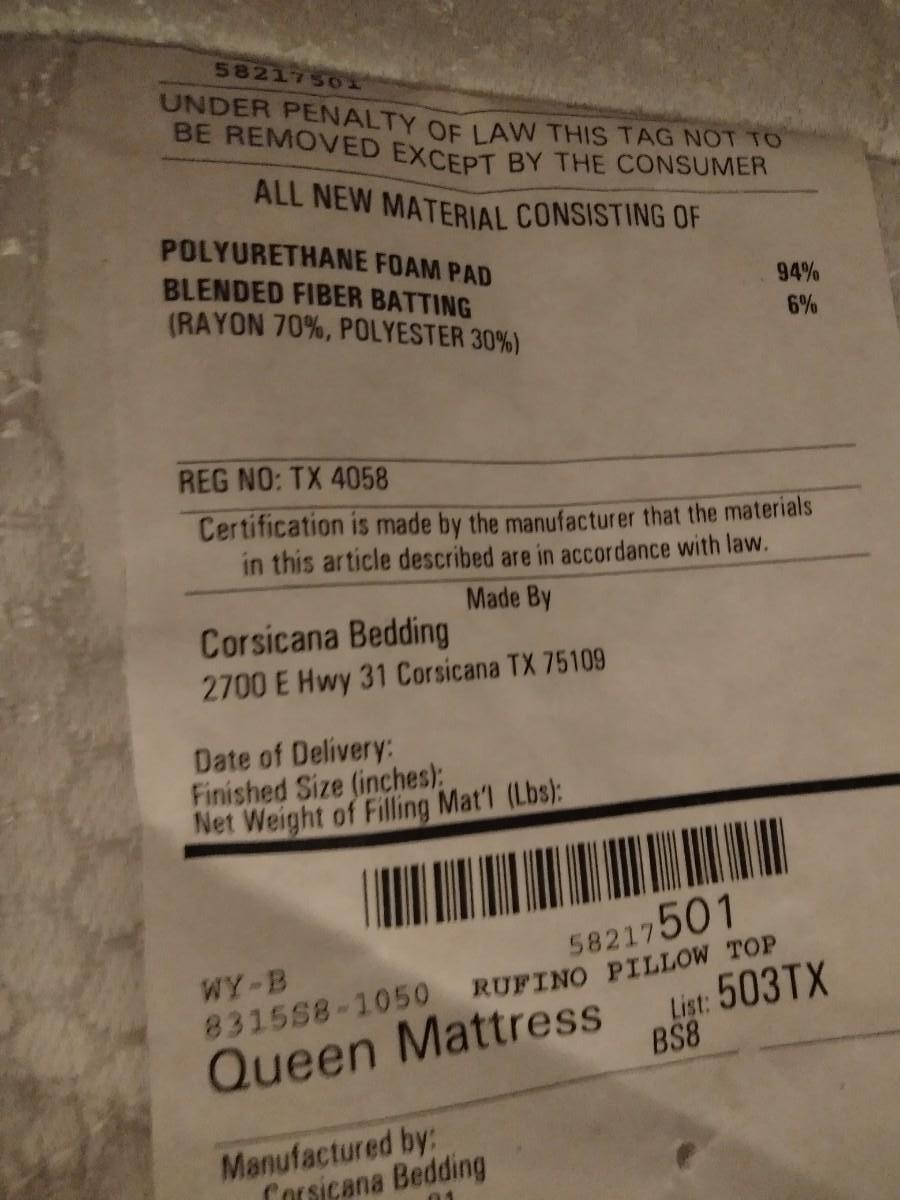 58217501
UNDER PENALTY OF LAW THIS TAG NOT TO
BE REMOVED EXCEPT BY THE CONSUMER
ALL NEW MATERIAL CONSISTING OF
POLYURETHANE FOAM PAD 94%
BLENDED FIBER BATTING 6%
(RAYON 70%, POLYESTER 30%)
REG NO: TX 4058
Certification is made by the manufacturer that the materials
in this article described are in accordance with law.
Made By
Corsicana Bedding
2700 E Hwy 31 Corsicana TX 75109
Date of Delivery:
Finished Size (inches):
Net Weight of Filling Mat'l (Lbs):
58217501
WY-B
8315S8-1050 RUFINO PILLOW TOP
Queen Mattress List: 503TX
BS8
Manufactured by:
Corsicana Bedding